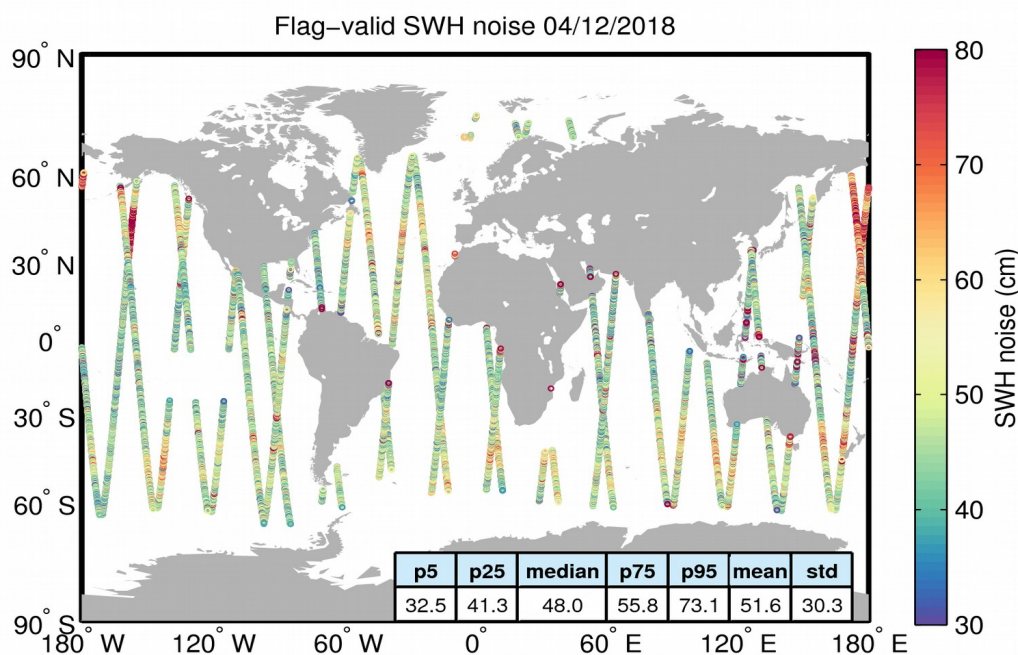 Flag−valid SWH noise 04/12/2018
90° N
60° N
30° N
0°
30° S
60° S
90° S
180° W
120° W
60° W
0°
60° E
120° E
180° E
80
70
60
50
40
30
SWH noise (cm)
p5 p25 median p75 p95 mean std
32.5 41.3 48.0 55.8 73.1 51.6 30.3